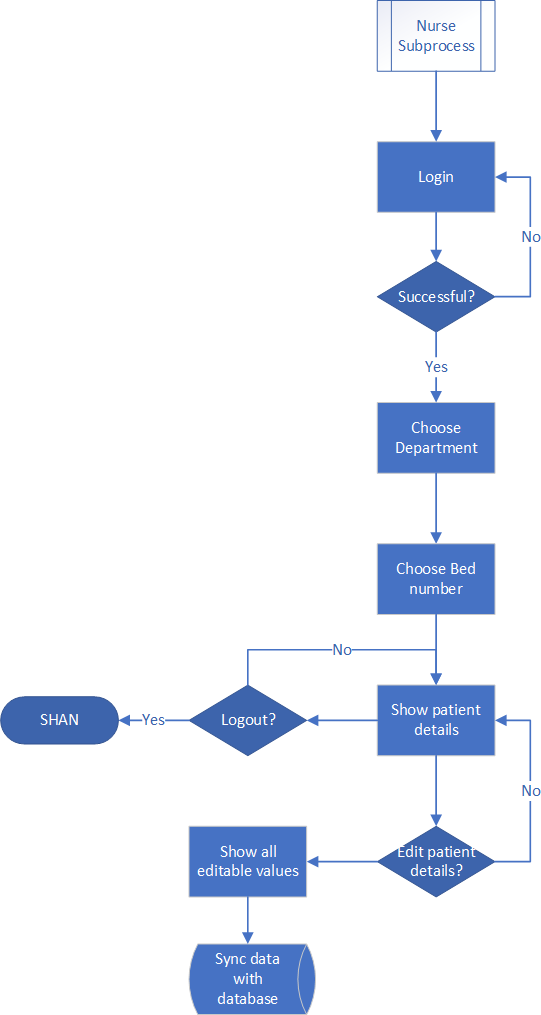 Nurse
Subprocess
Login
No
Successful?
Yes
Choose
Department
Choose Bed
number
No
SHAN
Yes
Logout?
Show patient
details
No
Show all
editable values
Edit patient
details?
Sync data
with
database